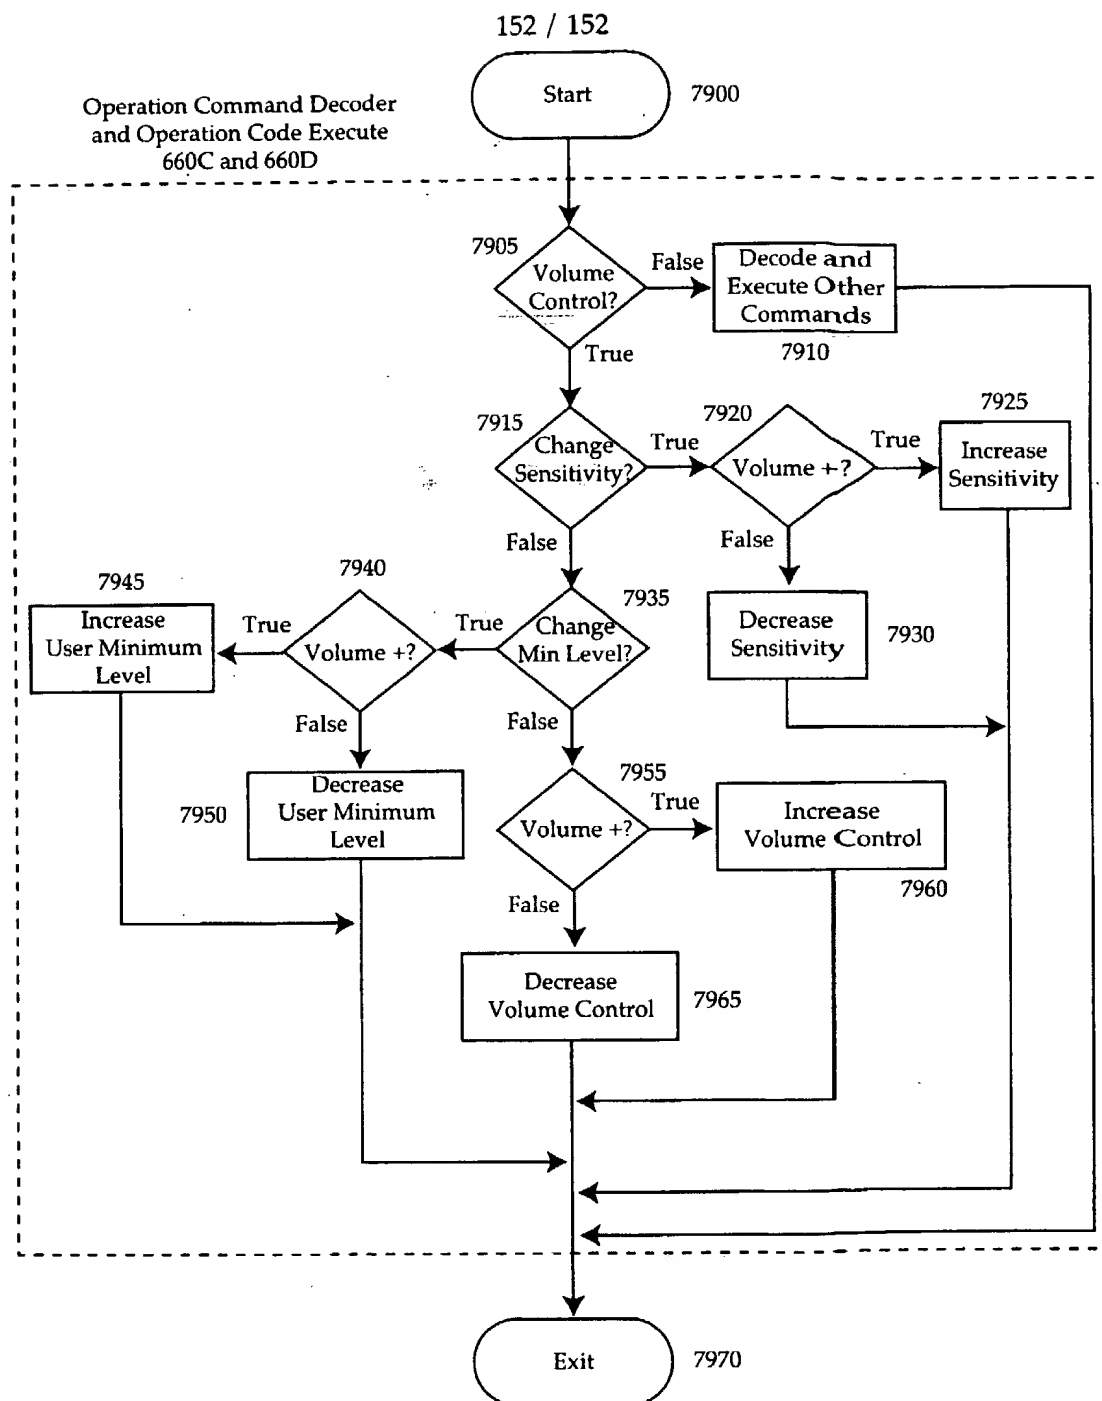 152 / 152
Start
7900
Operation Command Decoder
and Operation Code Execute
660C and 660D
7905
Volume
Control?
False
Decode and
Execute Other
Commands
7910
True
7915
Change
Sensitivity?
True
7920
Volume +?
True
7925
Increase
Sensitivity
False
False
7945
Increase
User Minimum
Level
True
7940
Volume +?
True
7935
Change
Min Level?
Decrease
Sensitivity
7930
False
False
7950
Decrease
User Minimum
Level
7955
Volume +?
True
Increase
Volume Control
7960
False
Decrease
Volume Control
7965
Exit
7970